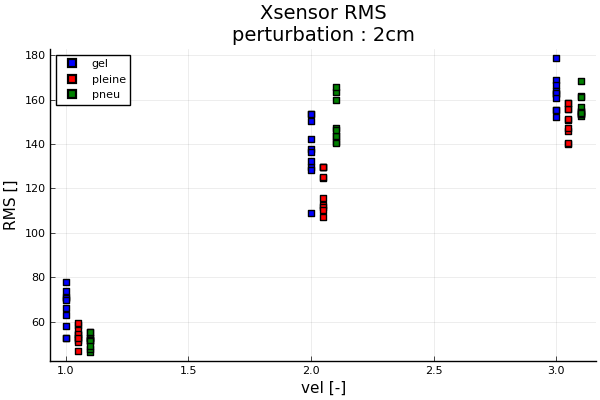 Xsensor RMS
perturbation : 2cm
gel
pleine
pneu
RMS []
180
160
140
120
100
80
60
1.0 1.5 2.0 2.5 3.0
vel [-]